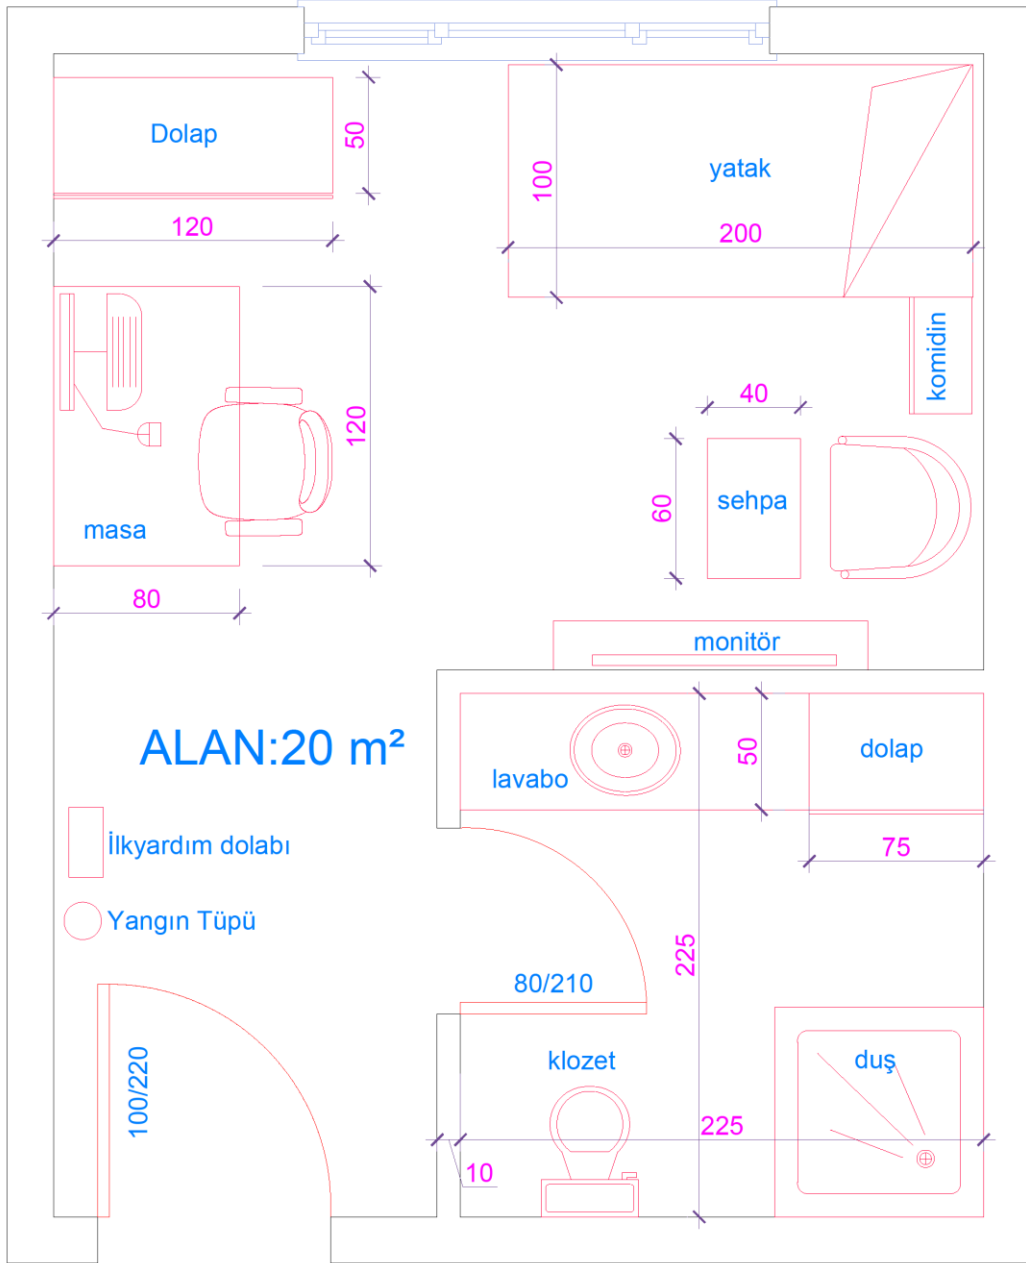 Dolap
50
120
yatak
100
200
komidin
40
60
sehpa
masa
120
80
monitör
ALAN:20 m²
lavabo
50
dolap
75
İlkyardım dolabı
Yangın Tüpü
80/210
225
100/220
klozet
duş
225
10